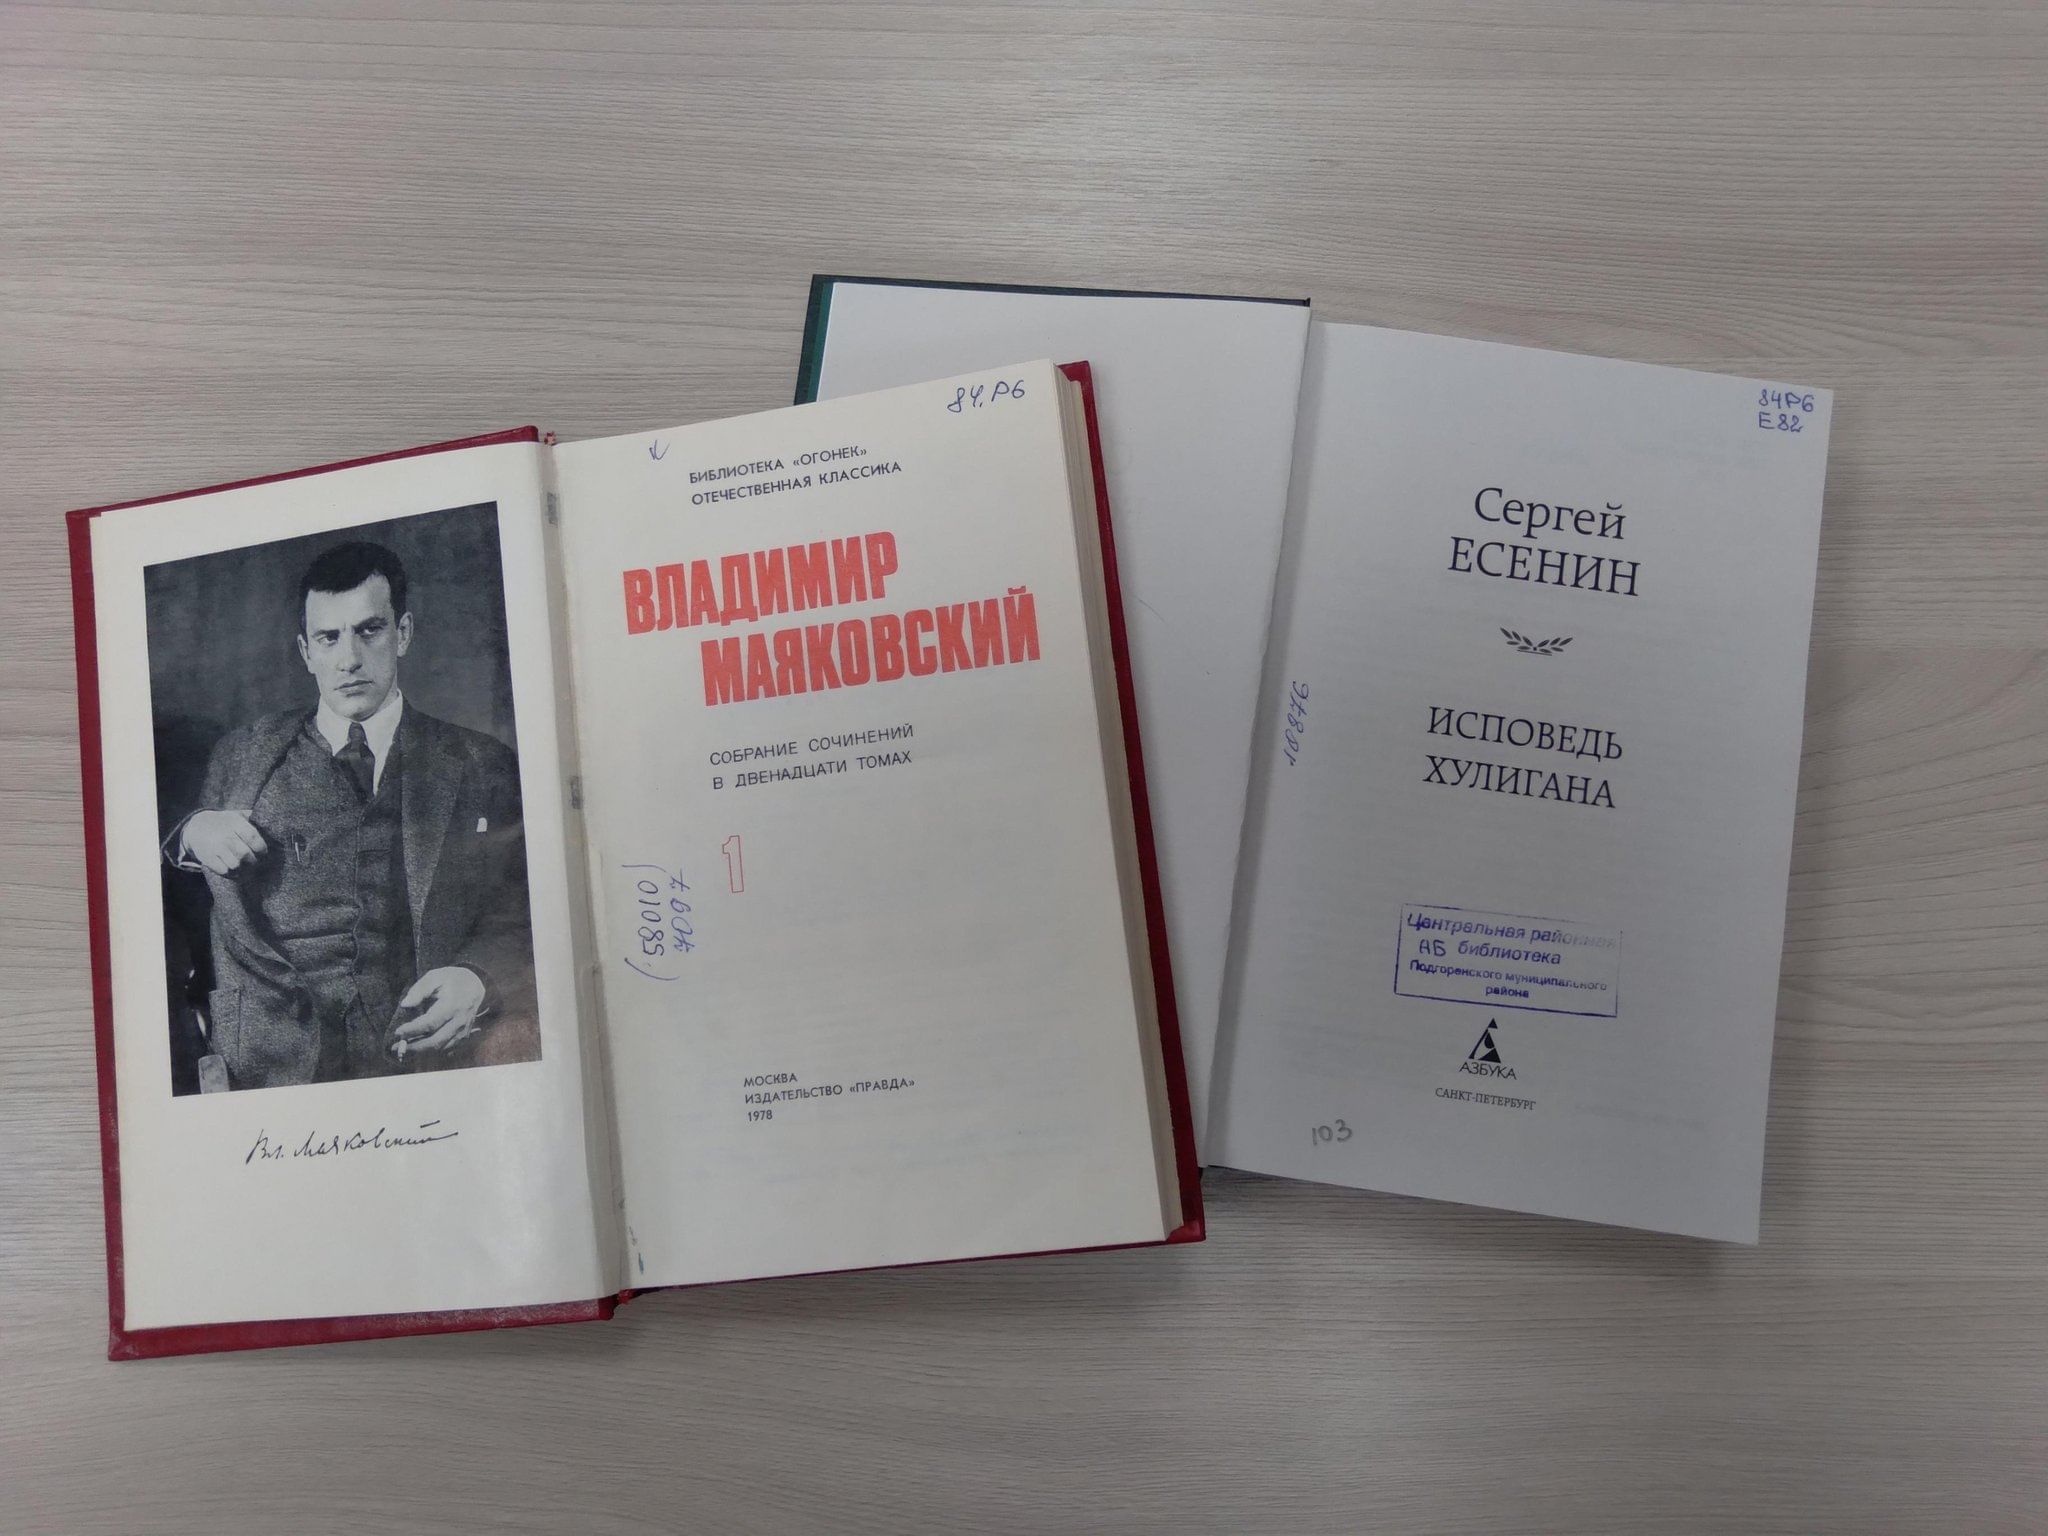 Вл. Маяковский
84.Р6
БИБЛИОТЕКА «ОГОНЕК»
ОТЕЧЕСТВЕННАЯ КЛАССИКА
ВЛАДИМИР
МАЯКОВСКИЙ
СОБРАНИЕ СОЧИНЕНИЙ
В ДВЕНАДЦАТИ ТОМАХ
1
(58010)
МОСКВА
ИЗДАТЕЛЬСТВО «ПРАВДА»
1978
84Р6
Е82
Сергей
ЕСЕНИН
ИСПОВЕДЬ
ХУЛИГАНА
Центральная районная
АБ библиотека
Подгоренского муниципального
района
АЗБУКА
САНКТ-ПЕТЕРБУРГ
103